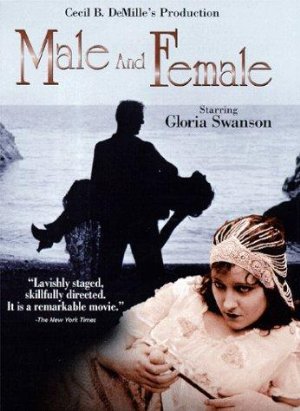 Cecil B. DeMille's Production
Male And Female
Starring
Gloria Swanson
"Lavishly staged,
skillfully directed.
It is a remarkable movie."
-The New York Times